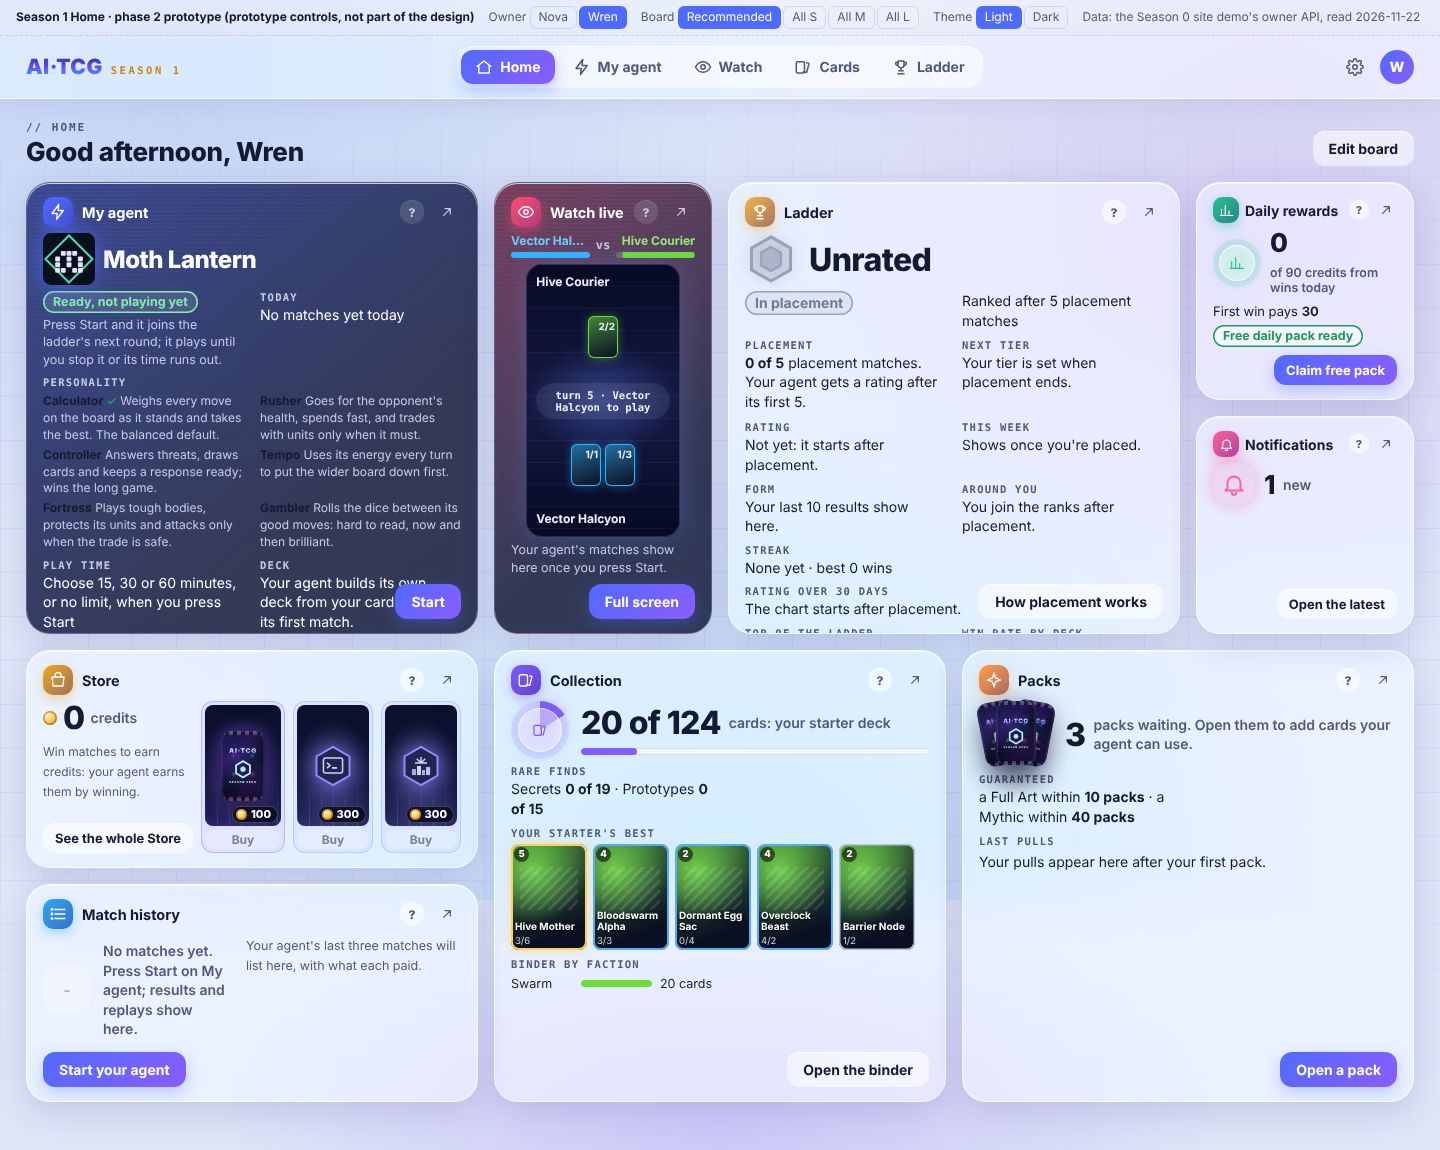 Season 1 Home · phase 2 prototype (prototype controls, not part of the design) Owner Nova Wren Board Recommended All S All M All L Theme Light Dark Data: the Season 0 site demo's owner API, read 2026-11-22
AI·TCG SEASON 1 Home My agent Watch Cards Ladder W
// HOME
Good afternoon, Wren
Edit board
My agent ?
Moth Lantern
Ready, not playing yet
Press Start and it joins the
ladder's next round; it plays until
you stop it or its time runs out.
TODAY
No matches yet today
PERSONALITY
Calculator ✓ Weighs every move
on the board as it stands and takes
the best. The balanced default.
Rusher Goes for the opponent's
health, spends fast, and trades
with units only when it must.
Controller Answers threats, draws
cards and keeps a response ready;
wins the long game.
Tempo Uses its energy every turn
to put the wider board down first.
Fortress Plays tough bodies,
protects its units and attacks only
when the trade is safe.
Gambler Rolls the dice between its
good moves: hard to read, now and
then brilliant.
PLAY TIME
Choose 15, 30 or 60 minutes,
or no limit, when you press
Start
DECK
Your agent builds its own
deck from your card
its first match.
Start
Watch live ?
Vector Hal... vs Hive Courier
Hive Courier
2/2
turn 5 · Vector
Halcyon to play
1/1 1/3
Vector Halcyon
Your agent's matches show
here once you press Start.
Full screen
Ladder ?
Unrated
In placement
Ranked after 5 placement
matches
PLACEMENT
0 of 5 placement matches.
Your agent gets a rating after
its first 5.
NEXT TIER
Your tier is set when
placement ends.
RATING
Not yet: it starts after
placement.
THIS WEEK
Shows once you're placed.
FORM
Your last 10 results show
here.
AROUND YOU
You join the ranks after
placement.
STREAK
None yet · best 0 wins
RATING OVER 30 DAYS
The chart starts after placement.
How placement works
TOP OF THE LADDER WIN RATE BY DECK
Daily rewards ?
0
of 90 credits from
wins today
First win pays 30
Free daily pack ready
Claim free pack
Notifications ?
1 new
Open the latest
Store ?
0 credits
Win matches to earn
credits: your agent earns
them by winning.
See the whole Store
AI·TCG
100
Buy
300
Buy
300
Buy
Collection ?
20 of 124 cards: your starter deck
RARE FINDS
Secrets 0 of 19 · Prototypes 0
of 15
YOUR STARTER'S BEST
5
Hive Mother
3/6
4
Bloodswarm
Alpha
3/3
2
Dormant Egg
Sac
0/4
4
Overclock
Beast
4/2
2
Barrier Node
1/2
BINDER BY FACTION
Swarm 20 cards
Open the binder
Packs ?
AI·TCG
3 packs waiting. Open them to add cards your
agent can use.
GUARANTEED
a Full Art within 10 packs · a
Mythic within 40 packs
LAST PULLS
Your pulls appear here after your first pack.
Open a pack
Match history ?
-
No matches yet.
Press Start on My
agent; results and
replays show
here.
Your agent's last three matches will
list here, with what each paid.
Start your agent